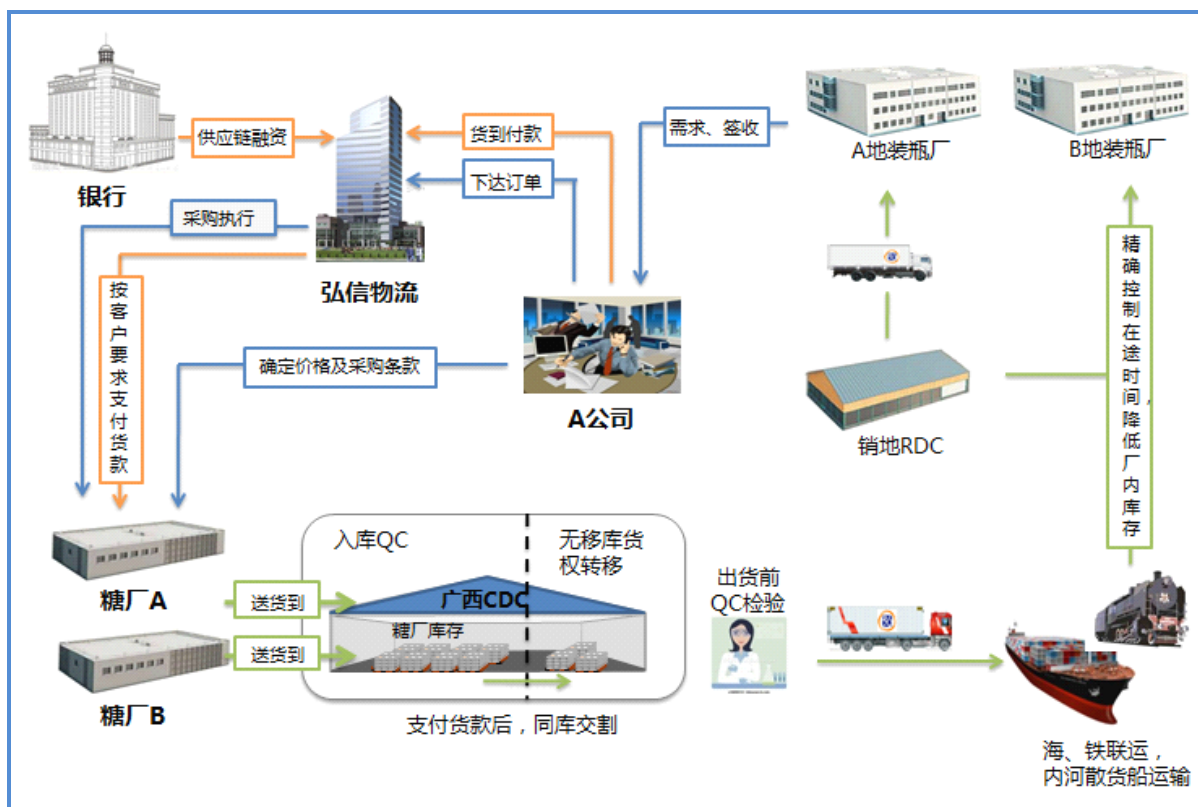 银行
供应链融资
货到付款
下达订单
需求、签收
A地装瓶厂
B地装瓶厂
采购执行
弘信物流
按客户要求支付货款
确定价格及采购条款
A公司
销地RDC
精确控制在途时间，降低厂内库存
糖厂A
送货到
糖厂B
送货到
入库QC
无移库货
权转移
广西CDC
糖厂库存
支付货款后，同库交割
出货前
QC检验
海、铁联运，
内河散货船运输